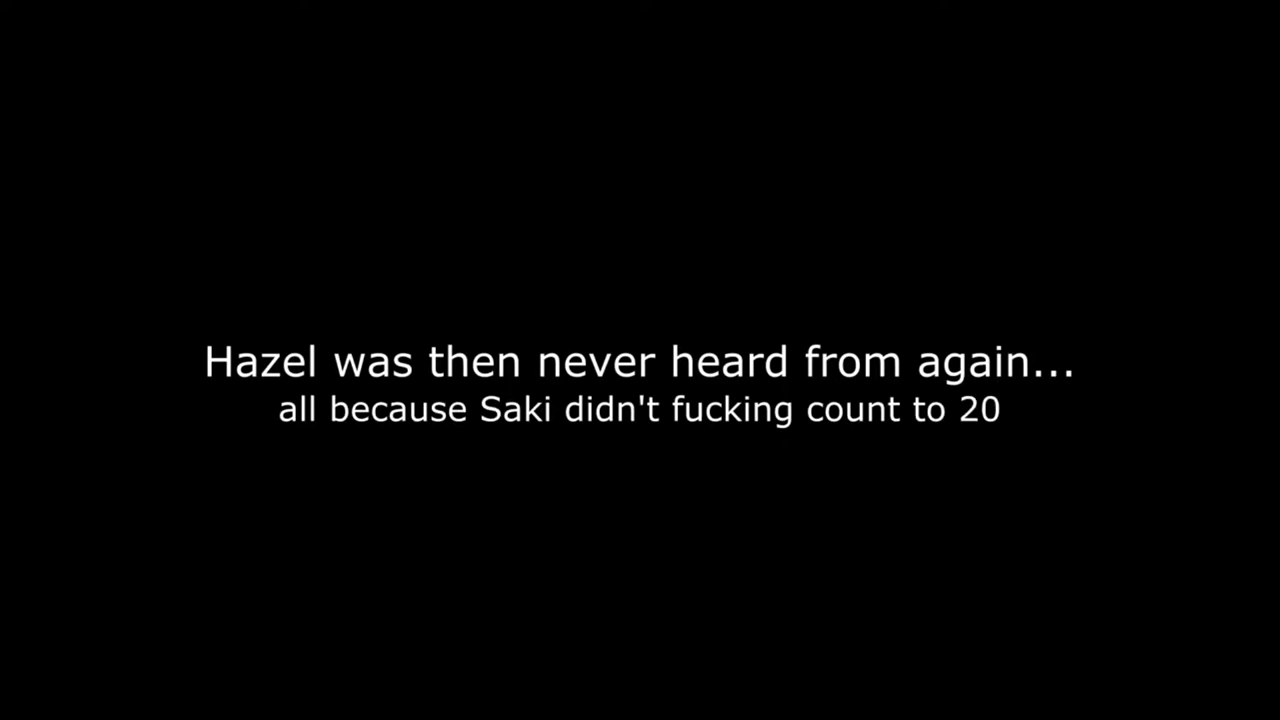 Hazel was then never heard from again...
all because Saki didn't fucking count to 20